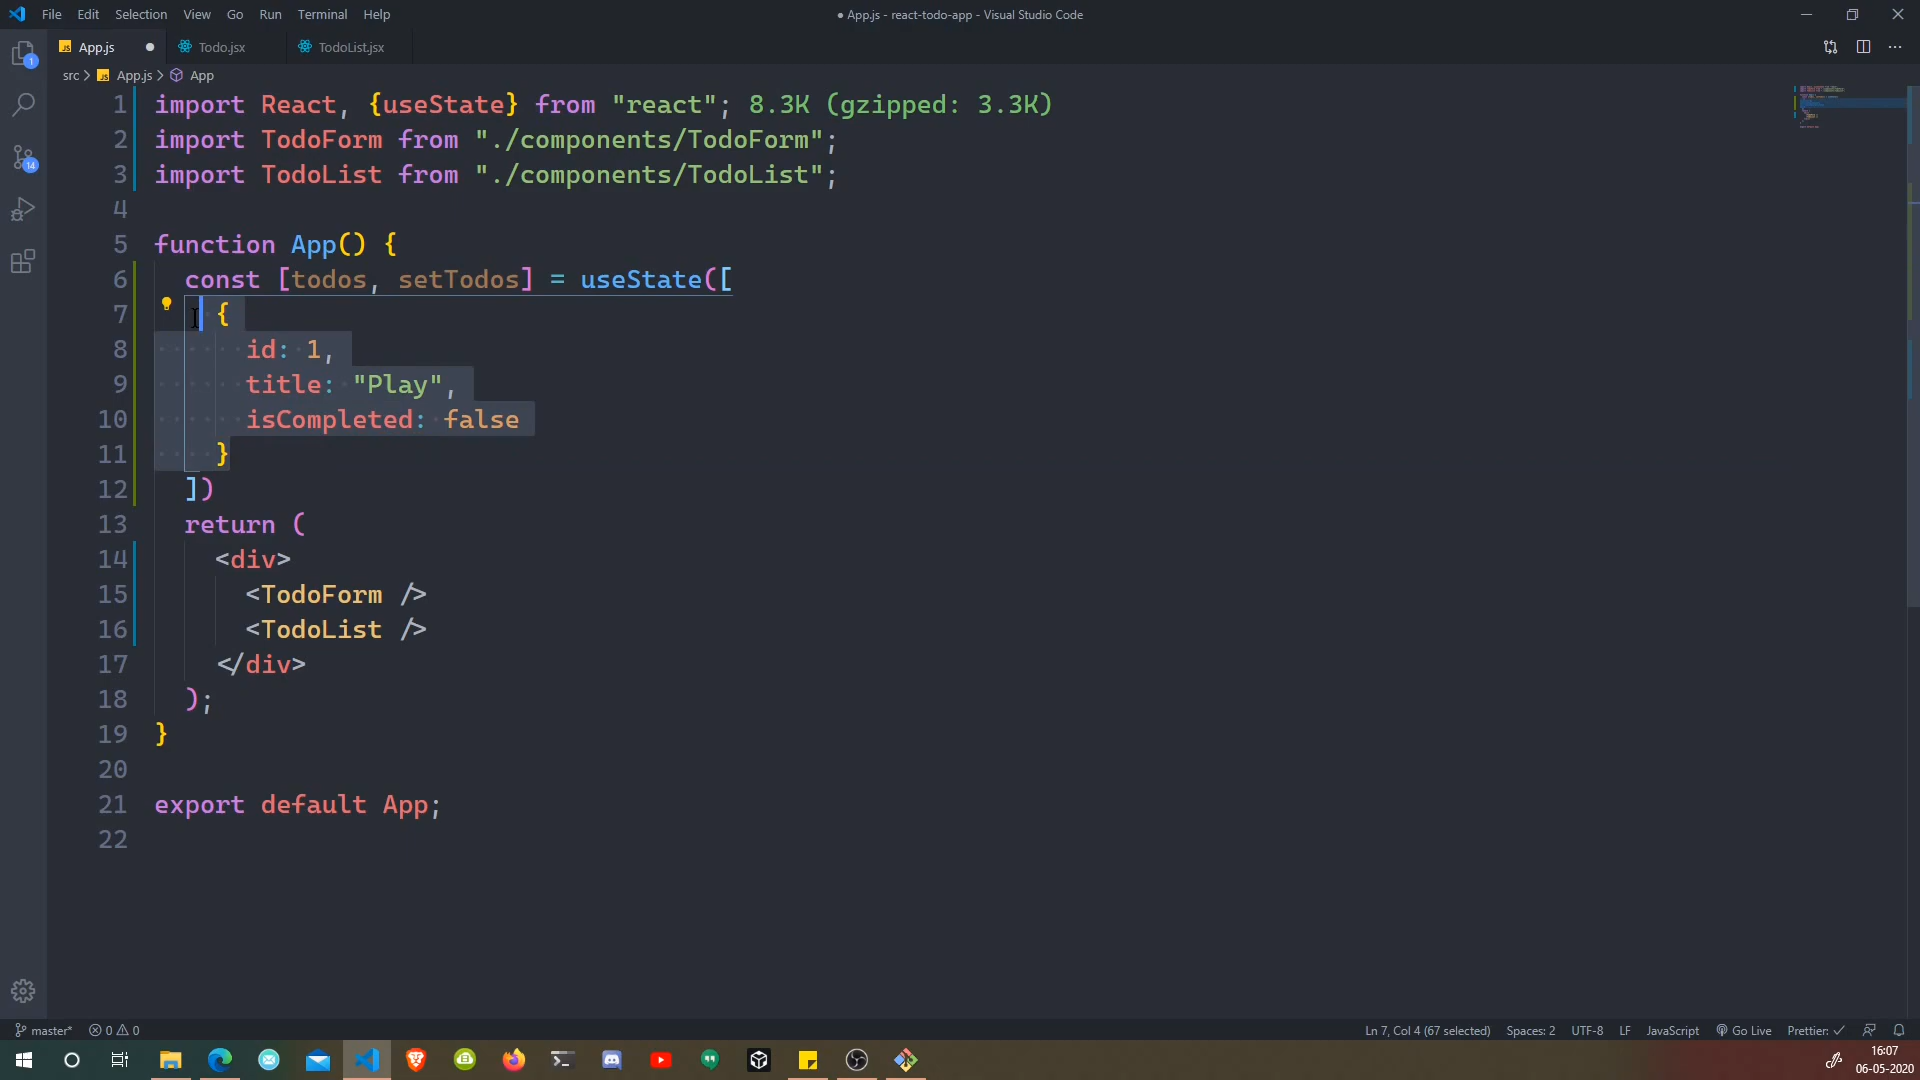 File Edit Selection View Go Run Terminal Help
● App.js - react-todo-app - Visual Studio Code
JS App.js
Todo.jsx
TodoList.jsx
src > JS App.js > App
1 import React, {useState} from "react"; 8.3K (gzipped: 3.3K)
2 import TodoForm from "./components/TodoForm";
3 import TodoList from "./components/TodoList";
4
5 function App() {
6 const [todos, setTodos] = useState([
7 {
8 id: 1,
9 title: "Play",
10 isCompleted: false
11 }
12 ])
13 return (
14 <div>
15 <TodoForm />
16 <TodoList />
17 </div>
18 );
19 }
20
21 export default App;
22
1
14
master* 0 0
Ln 7, Col 4 (67 selected) Spaces: 2 UTF-8 LF JavaScript Go Live Prettier: ✓
16:07
06-05-2020